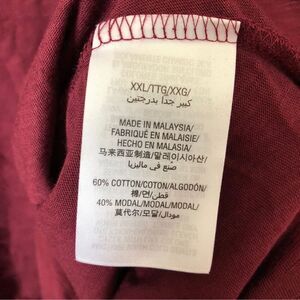 XXL/TTG/XXG/
كبير جداً بدرجتين
MADE IN MALAYSIA/
FABRIQUÉ EN MALAISIE/
HECHO EN MALASIA/
马来西亚制造/말레이시아산/
صنع في ماليزيا
60% COTTON/COTON/ALGODÓN/
棉/면/قطن/
40% MODAL/MODAL/MODAL/
莫代尔/모달/مودال/